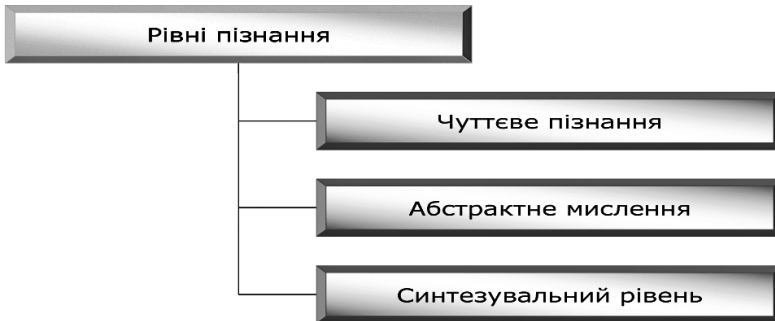 Рівні пізнання
Чуттєве пізнання
Абстрактне мислення
Синтезувальний рівень